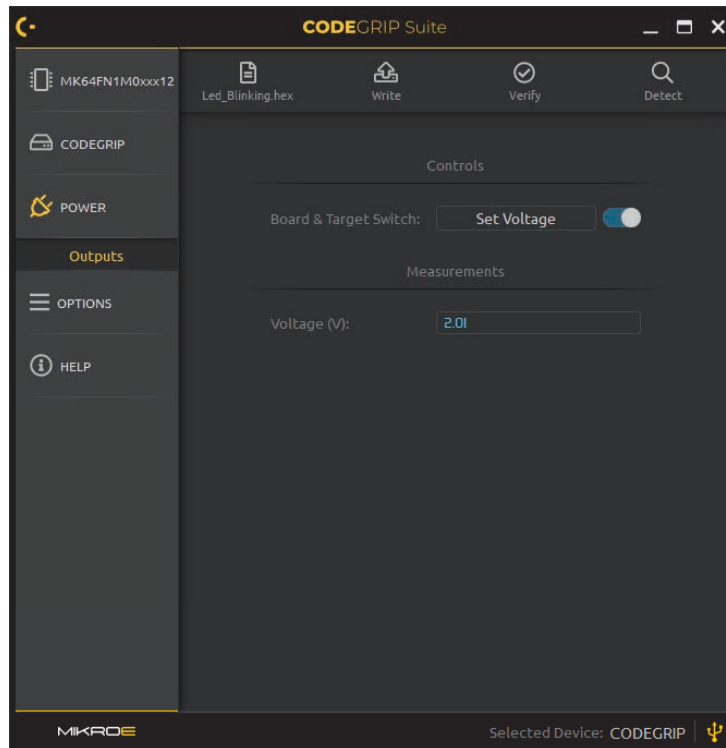 CODEGRIP Suite
MK64FN1M0xxx12
Led_Blinking.hex
Write
Verify
Detect
CODEGRIP
POWER
Outputs
OPTIONS
HELP
Controls
Board & Target Switch:
Set Voltage
Measurements
Voltage (V):
2.01
MIKROE
Selected Device: CODEGRIP